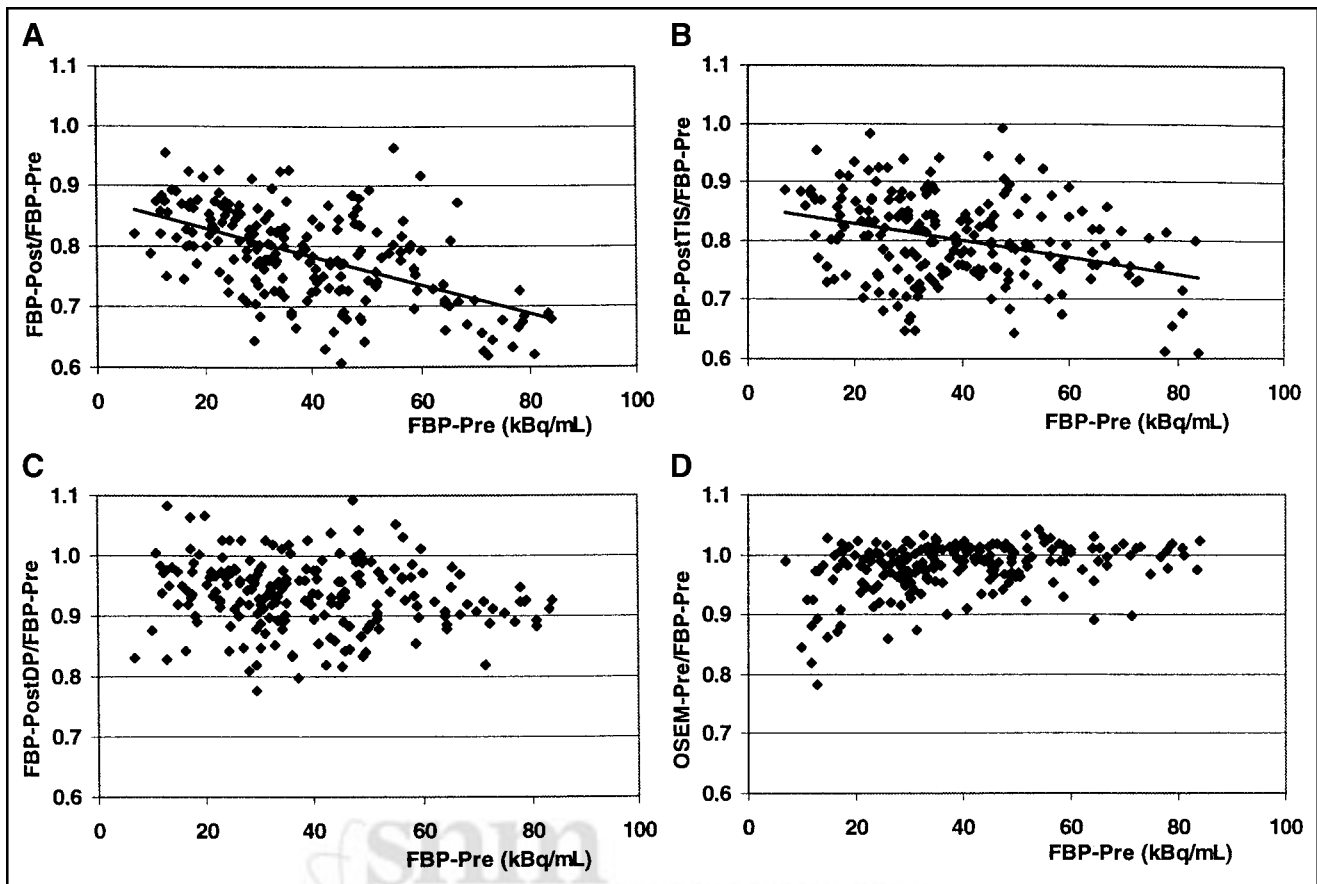 A
1.1
1.0
0.9
0.8
0.7
0.6
FBP-Post/FBP-Pre
0 20 40 60 80 100
FBP-Pre (kBq/mL)
B
1.1
1.0
0.9
0.8
0.7
0.6
FBP-PostTIS/FBP-Pre
0 20 40 60 80 100
FBP-Pre (kBq/mL)
C
1.1
1.0
0.9
0.8
0.7
0.6
FBP-PostDP/FBP-Pre
0 20 40 60 80 100
FBP-Pre (kBq/mL)
snm
D
1.1
1.0
0.9
0.8
0.7
0.6
OSEM-Pre/FBP-Pre
0 20 40 60 80 100
FBP-Pre (kBq/mL)